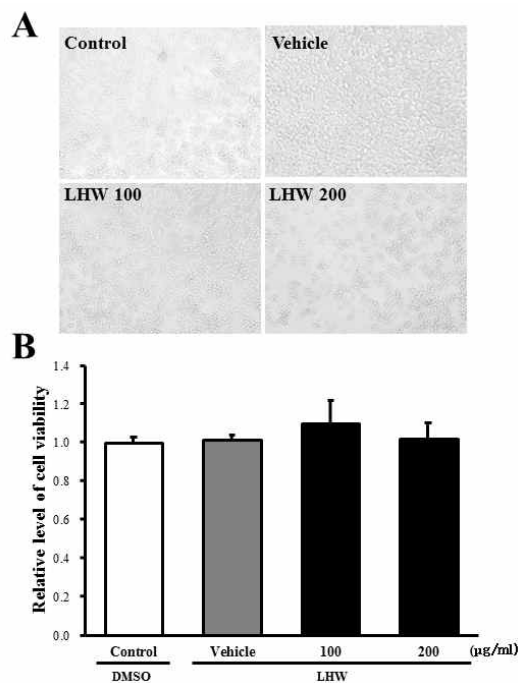 A
Control
Vehicle
LHW 100
LHW 200
B
Relative level of cell viability
1.4
1.2
1.0
0.8
0.6
0.4
0.2
0.0
Control Vehicle 100 200 (μg/ml)
DMSO LHW